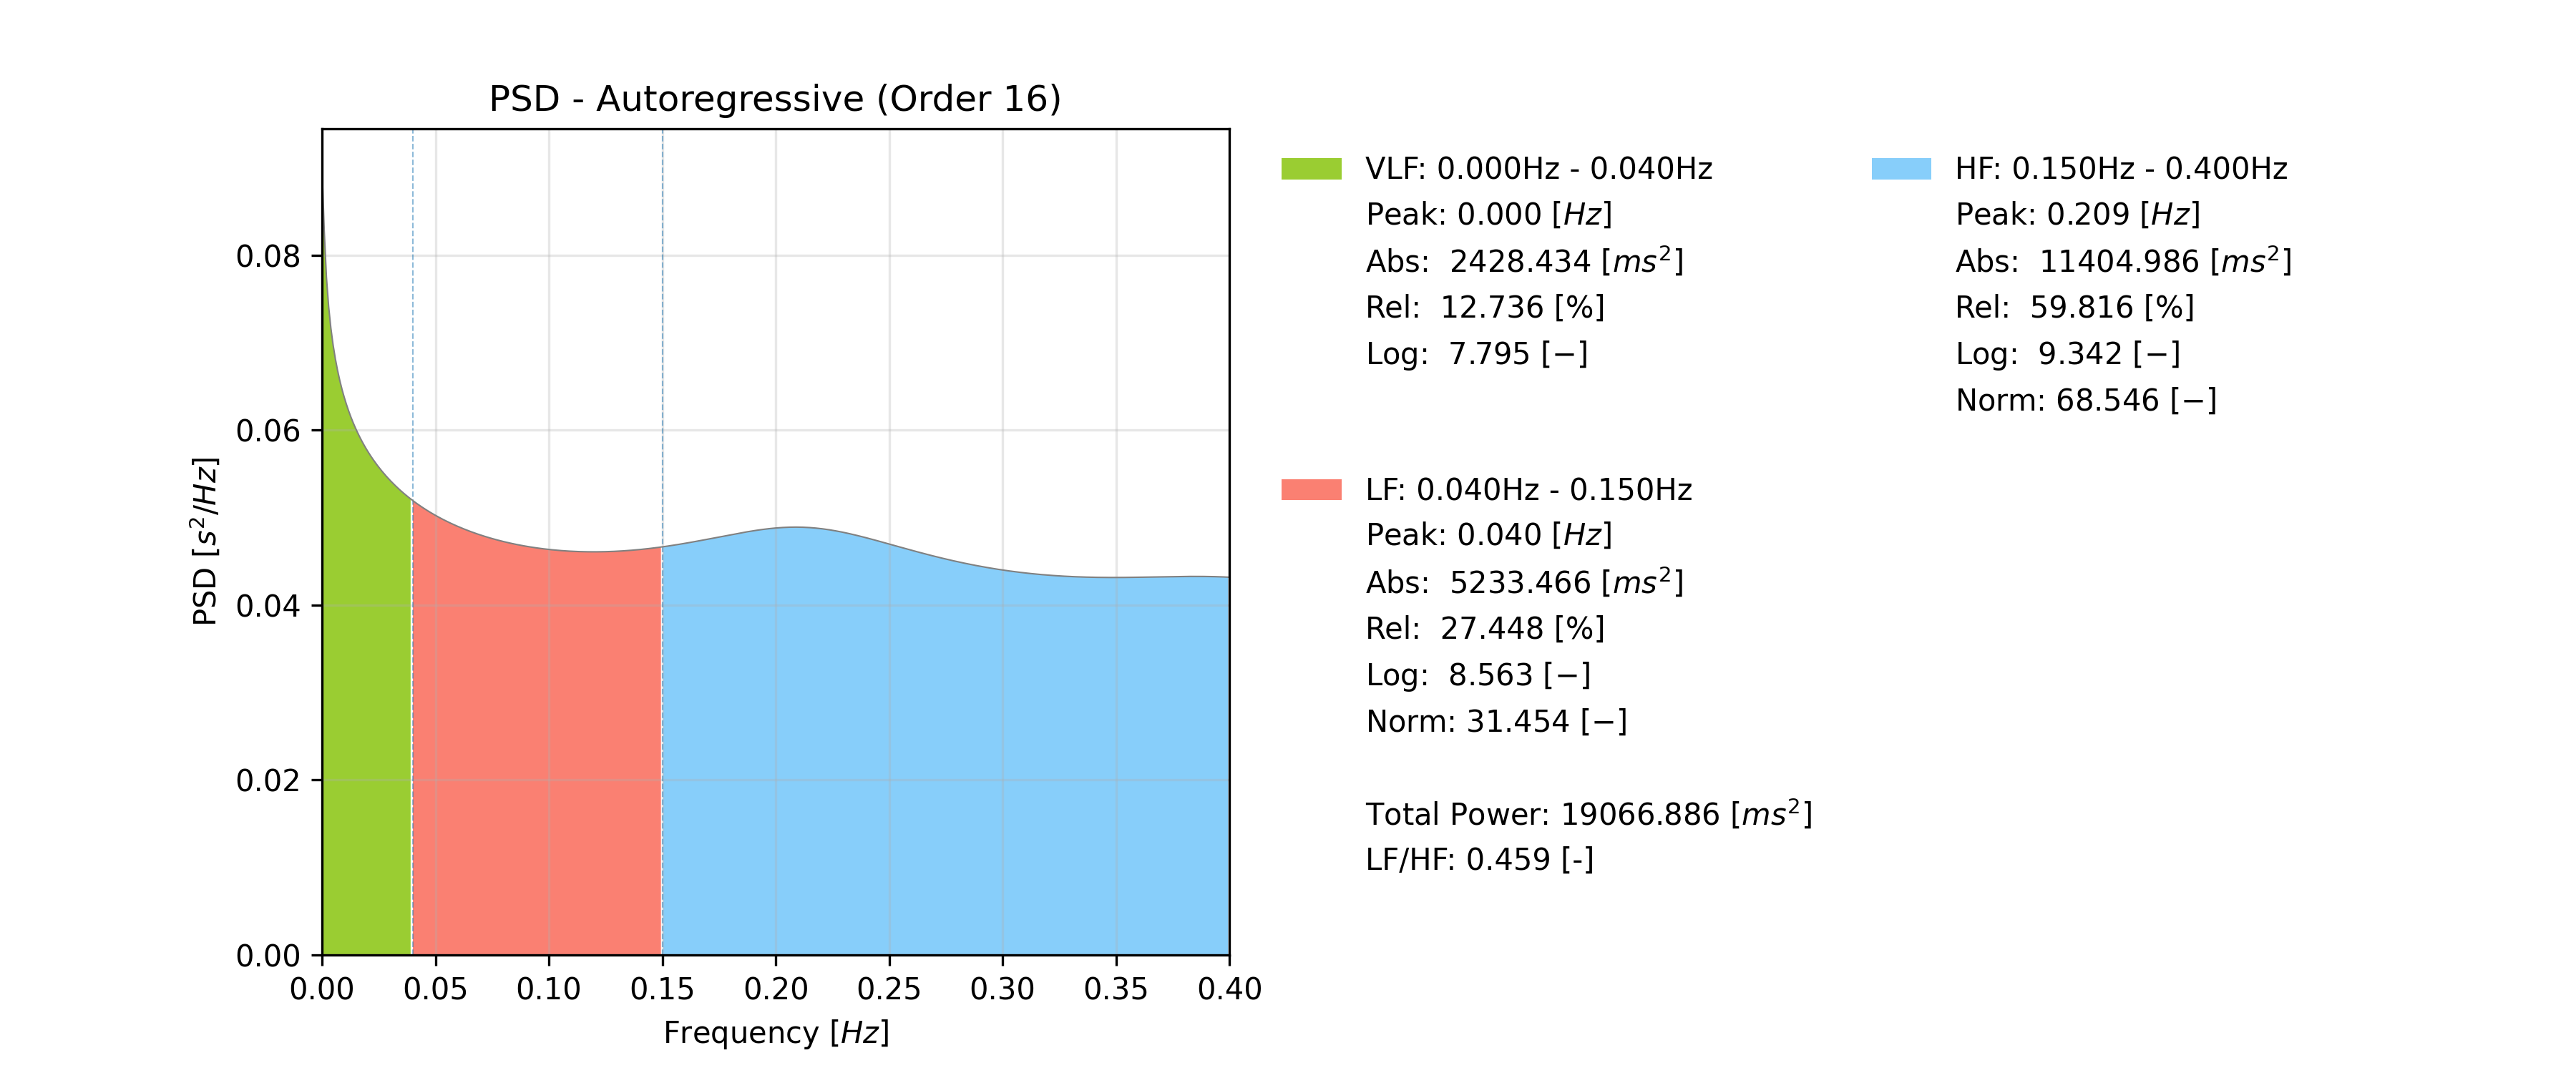 PSD - Autoregressive (Order 16)
PSD [s²/Hz]
0.08
0.06
0.04
0.02
0.00
0.00 0.05 0.10 0.15 0.20 0.25 0.30 0.35 0.40
Frequency [Hz]
VLF: 0.000Hz - 0.040Hz
Peak: 0.000 [Hz]
Abs: 2428.434 [ms²]
Rel: 12.736 [%]
Log: 7.795 [−]
LF: 0.040Hz - 0.150Hz
Peak: 0.040 [Hz]
Abs: 5233.466 [ms²]
Rel: 27.448 [%]
Log: 8.563 [−]
Norm: 31.454 [−]
Total Power: 19066.886 [ms²]
LF/HF: 0.459 [-]
HF: 0.150Hz - 0.400Hz
Peak: 0.209 [Hz]
Abs: 11404.986 [ms²]
Rel: 59.816 [%]
Log: 9.342 [−]
Norm: 68.546 [−]